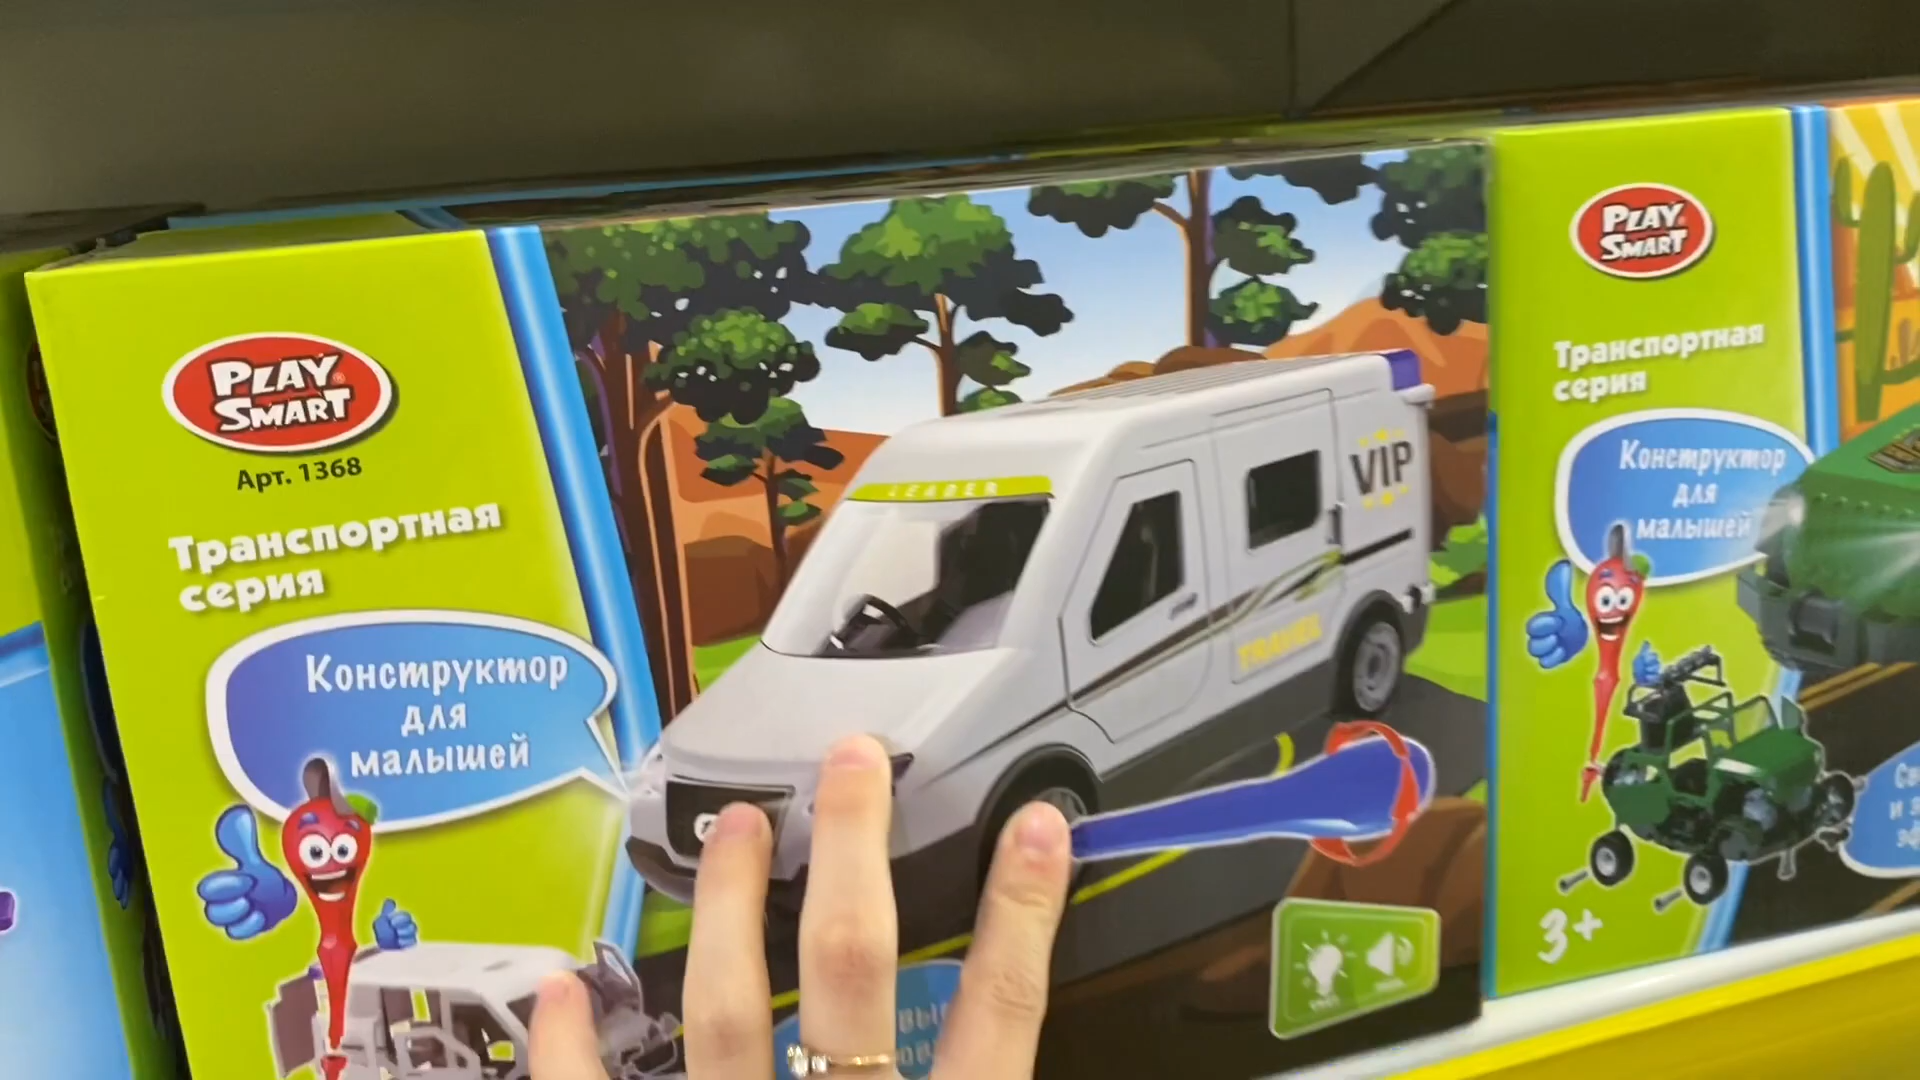 PLAY
SMART
Арт. 1368
Транспортная
серия
Конструктор
для
малышей
LEADER
VIP
TRAVEL
PLAY
SMART
Транспортная
серия
Конструктор
для
малышей
3+